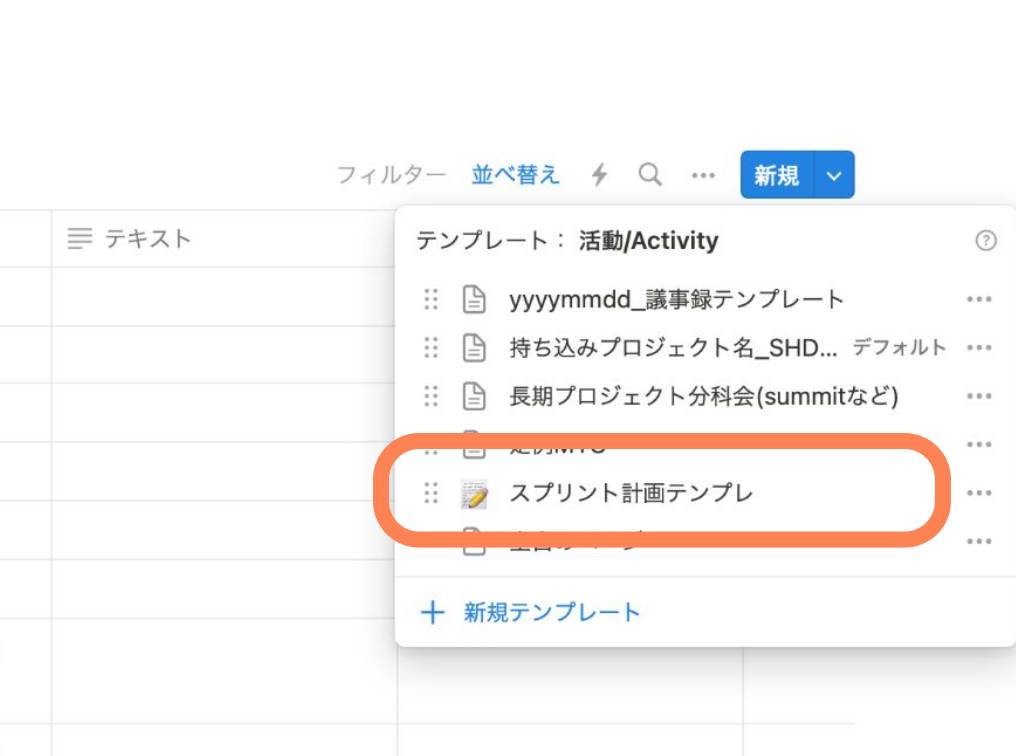 フィルター 並べ替え 新規
テキスト
テンプレート： 活動/Activity
yyyymmdd_議事録テンプレート
持ち込みプロジェクト名_SHD... デフォルト
長期プロジェクト分科会(summitなど)
スプリント計画テンプレ
新規テンプレート